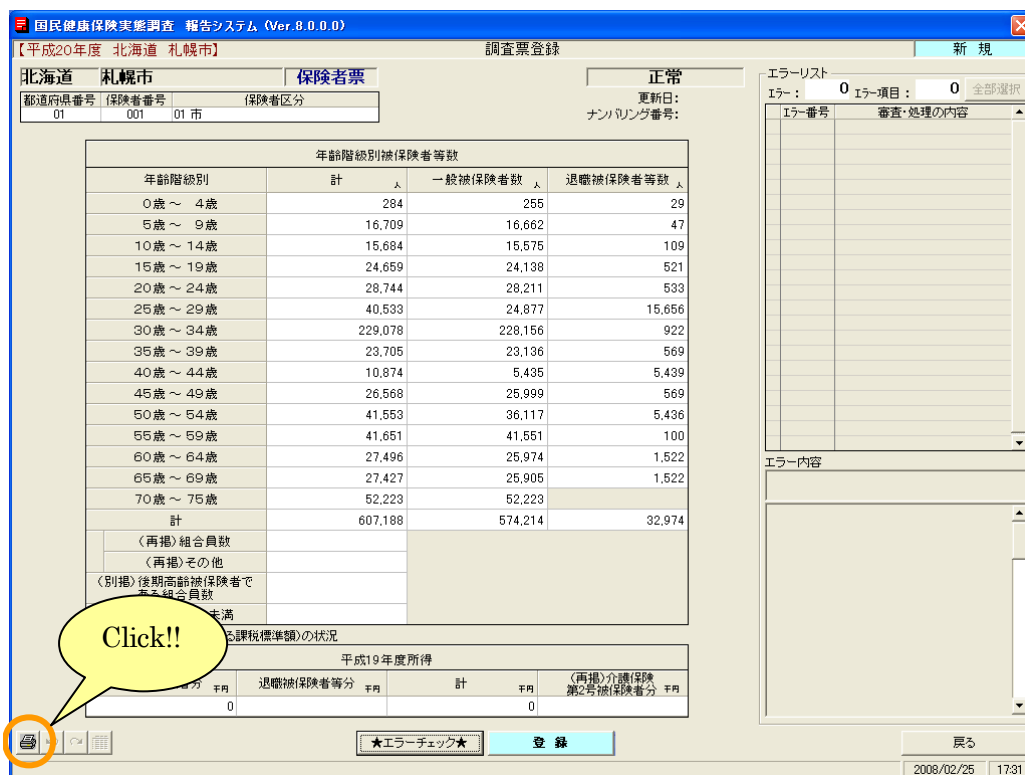 国民健康保険実態調査 報告システム (Ver.8.0.0.0)
【平成20年度 北海道 札幌市】 調査票登録 新 規
北海道 札幌市 保険者票 正常
都道府県番号 保険者番号 保険者区分
01 001 01 市
更新日:
ナンバリング番号:
エラーリスト
エラー: 0 エラー項目: 0 全部選択
エラー番号 審査・処理の内容
年齢階級別被保険者等数
年齢階級別 計 人 一般被保険者数 人 退職被保険者等数 人
0歳～ 4歳 284 255 29
5歳～ 9歳 16,709 16,662 47
10歳～14歳 15,684 15,575 109
15歳～19歳 24,659 24,138 521
20歳～24歳 28,744 28,211 533
25歳～29歳 40,533 24,877 15,656
30歳～34歳 229,078 228,156 922
35歳～39歳 23,705 23,136 569
40歳～44歳 10,874 5,435 5,439
45歳～49歳 26,568 25,999 569
50歳～54歳 41,553 36,117 5,436
55歳～59歳 41,651 41,551 100
60歳～64歳 27,496 25,974 1,522
65歳～69歳 27,427 25,905 1,522
70歳～75歳 52,223 52,223
計 607,188 574,214 32,974
(再掲)組合員数
(再掲)その他
(別掲)後期高齢被保険者で
ある組合員数
未満
エラー内容
Click!!
る課税標準額)の状況
平成19年度所得
分 千円 退職被保険者等分 千円 計 千円 (再掲)介護保険
第2号被保険者分 千円
0 0
★エラーチェック★ 登 録 戻る
2008/02/25 17:31